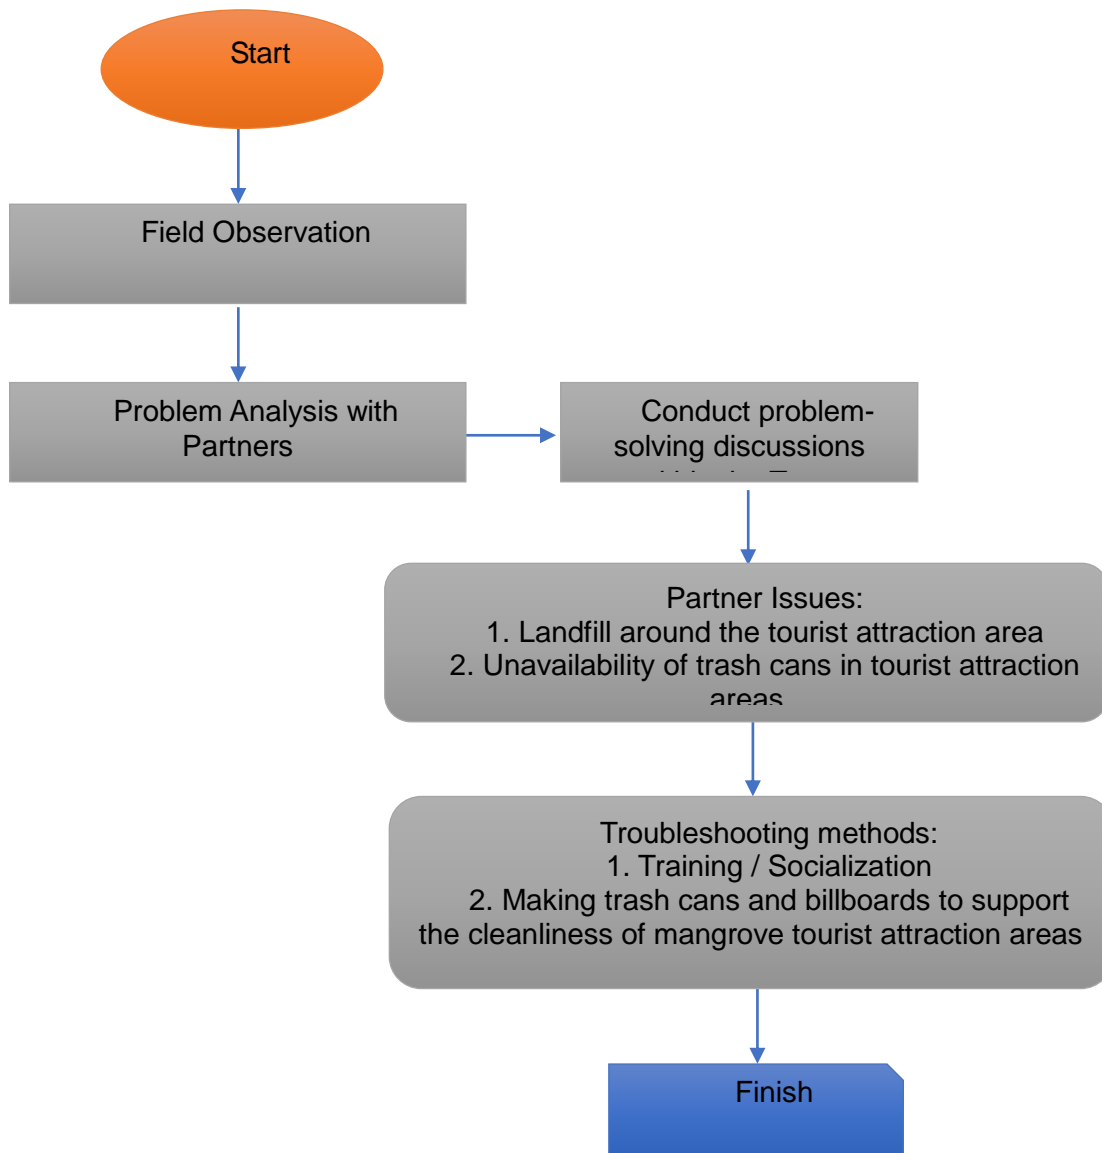 Start
Field Observation
Problem Analysis with
Partners
Conduct problem-
solving discussions
Partner Issues:
1. Landfill around the tourist attraction area
2. Unavailability of trash cans in tourist attraction
areas
Troubleshooting methods:
1. Training / Socialization
2. Making trash cans and billboards to support
the cleanliness of mangrove tourist attraction areas
Finish